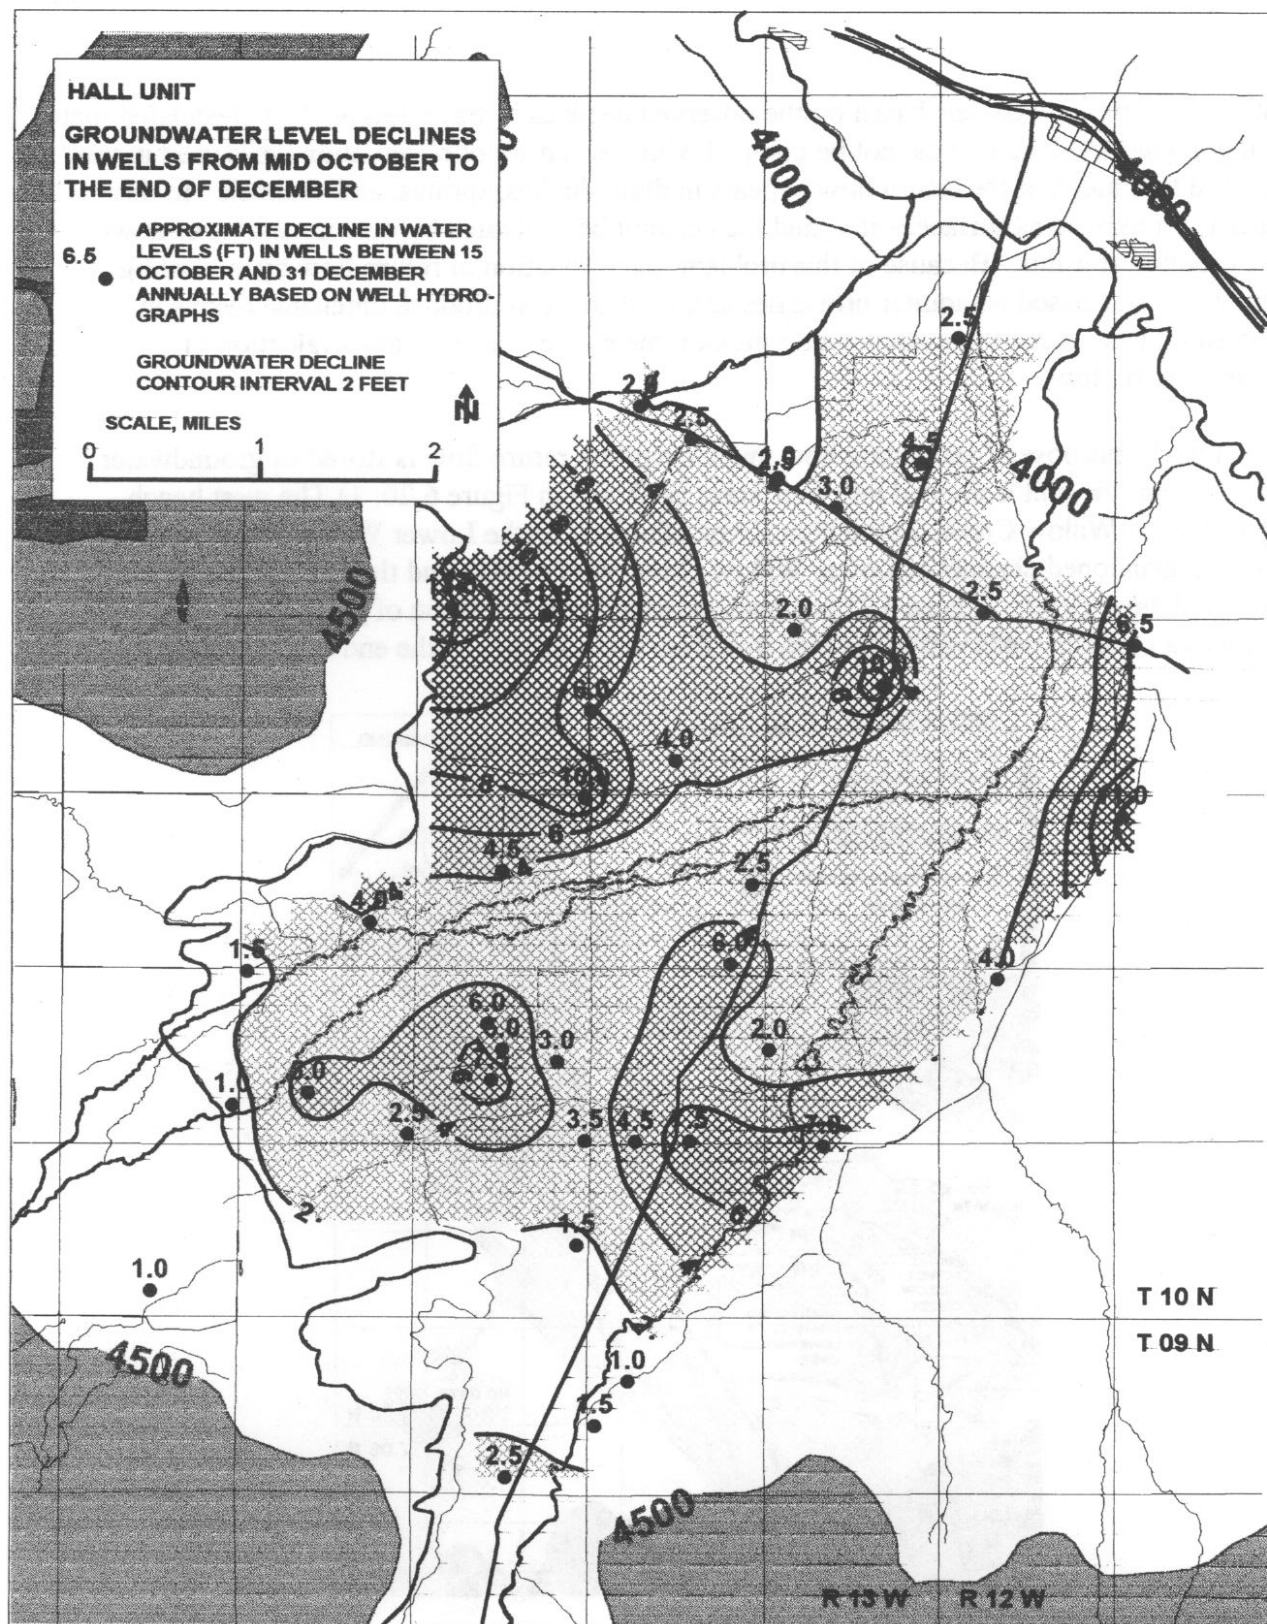 HALL UNIT
GROUNDWATER LEVEL DECLINES
IN WELLS FROM MID OCTOBER TO
THE END OF DECEMBER
6.5
APPROXIMATE DECLINE IN WATER
LEVELS (FT) IN WELLS BETWEEN 15
OCTOBER AND 31 DECEMBER
ANNUALLY BASED ON WELL HYDRO-
GRAPHS
GROUNDWATER DECLINE
CONTOUR INTERVAL 2 FEET
N
SCALE, MILES
0 1 2
4000
4000
2.5
2.5
4.5
4000
3.0
4500
2.0
2.5
6.5
4.0
4.5
4
2.5
4.0
4
1.5
6.0
4.0
6.0
3.0
2.0
1.0
3.5
4.5
7.0
2.
6
1.5
1.0
T 10 N
T 09 N
4500
1.0
1.5
2.5
4500
R 13 W R 12 W